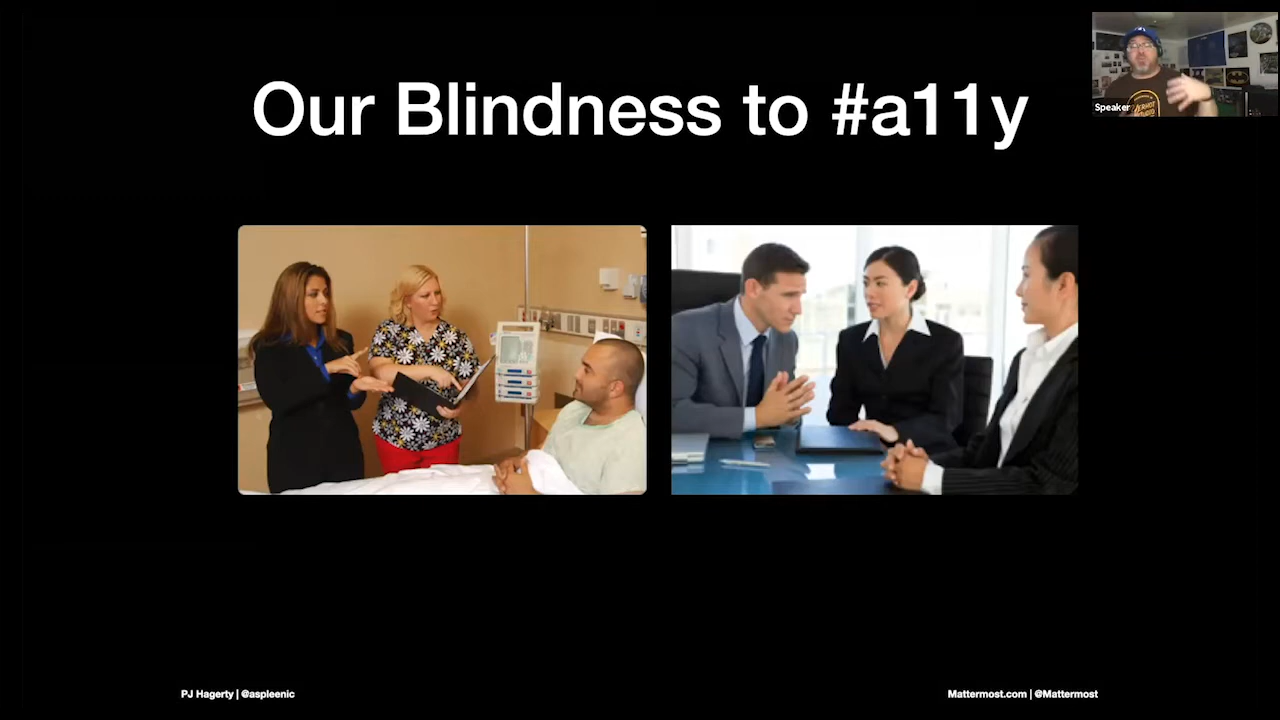 Our Blindness to #a11y
Speaker
PJ Hagerty | @aspleenic
Mattermost.com | @Mattermost